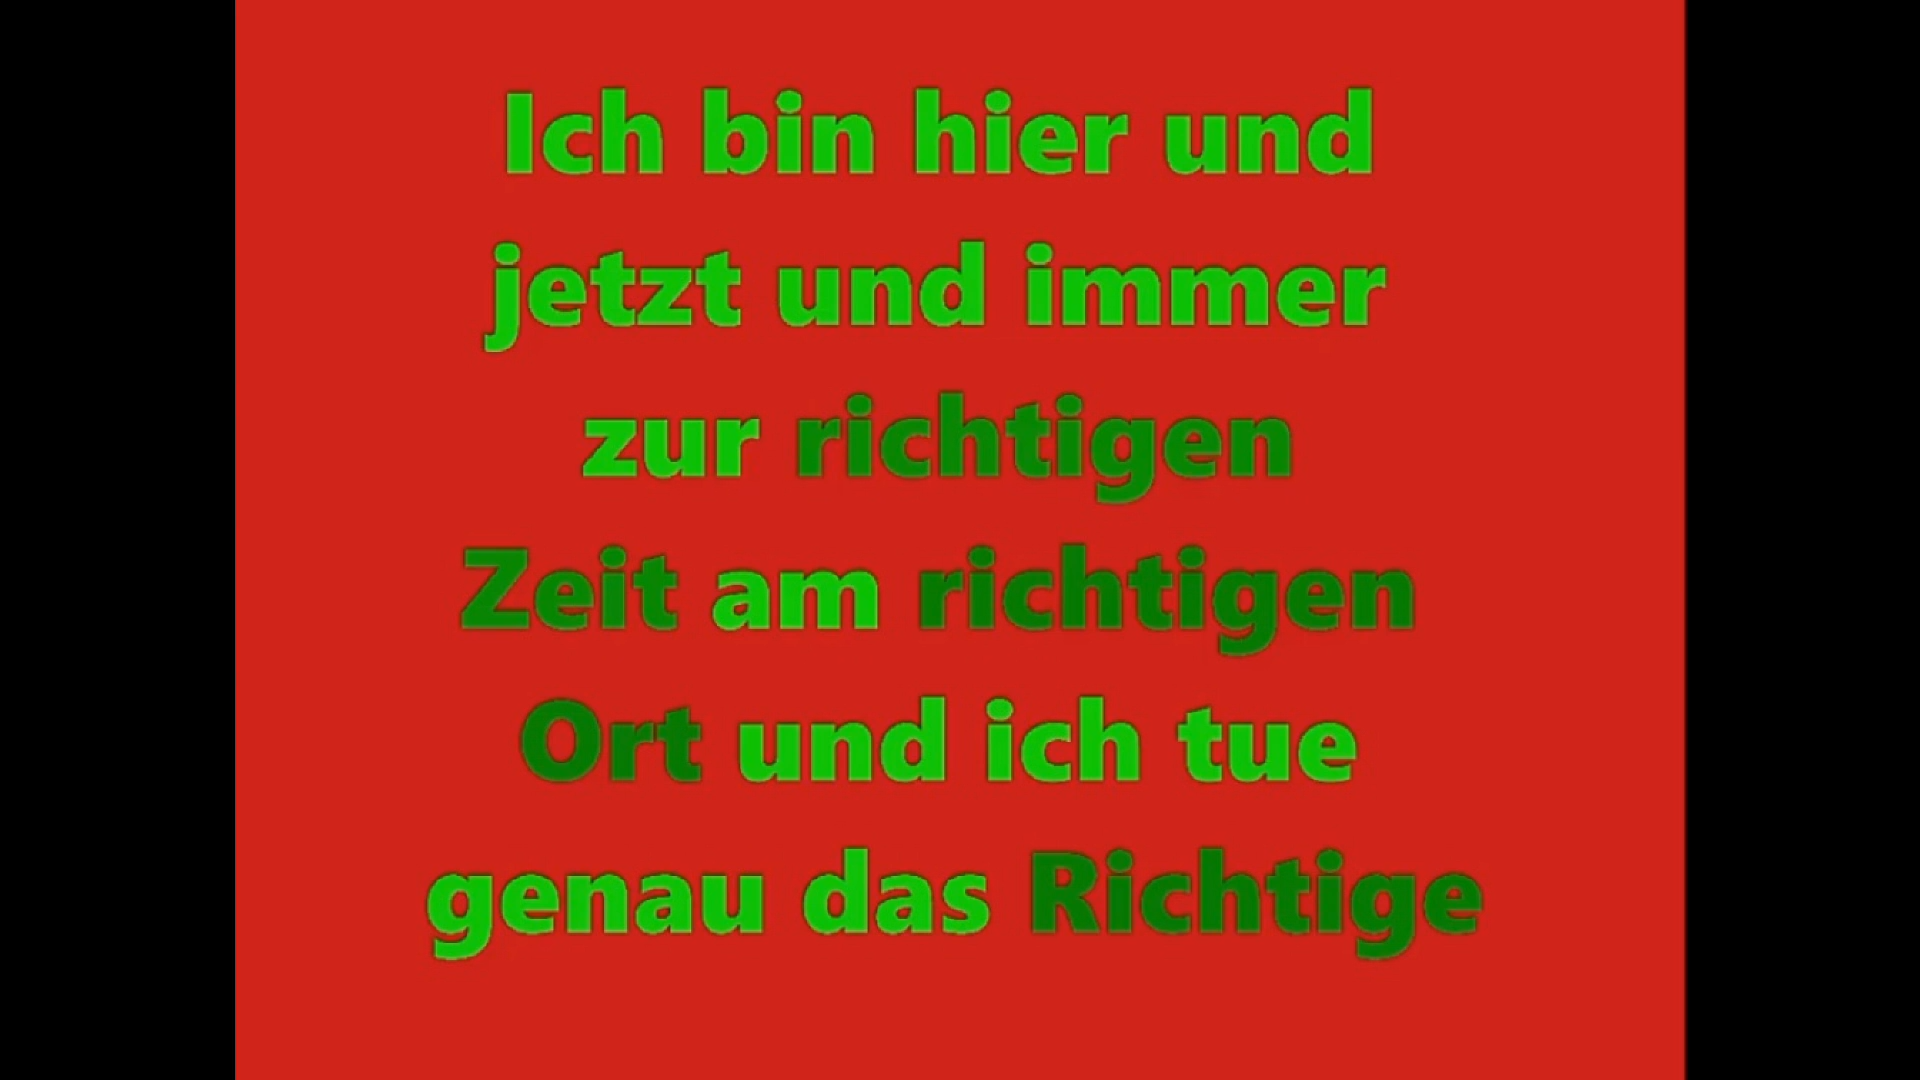 Ich bin hier und
jetzt und immer
zur richtigen
Zeit am richtigen
Ort und ich tue
genau das Richtige